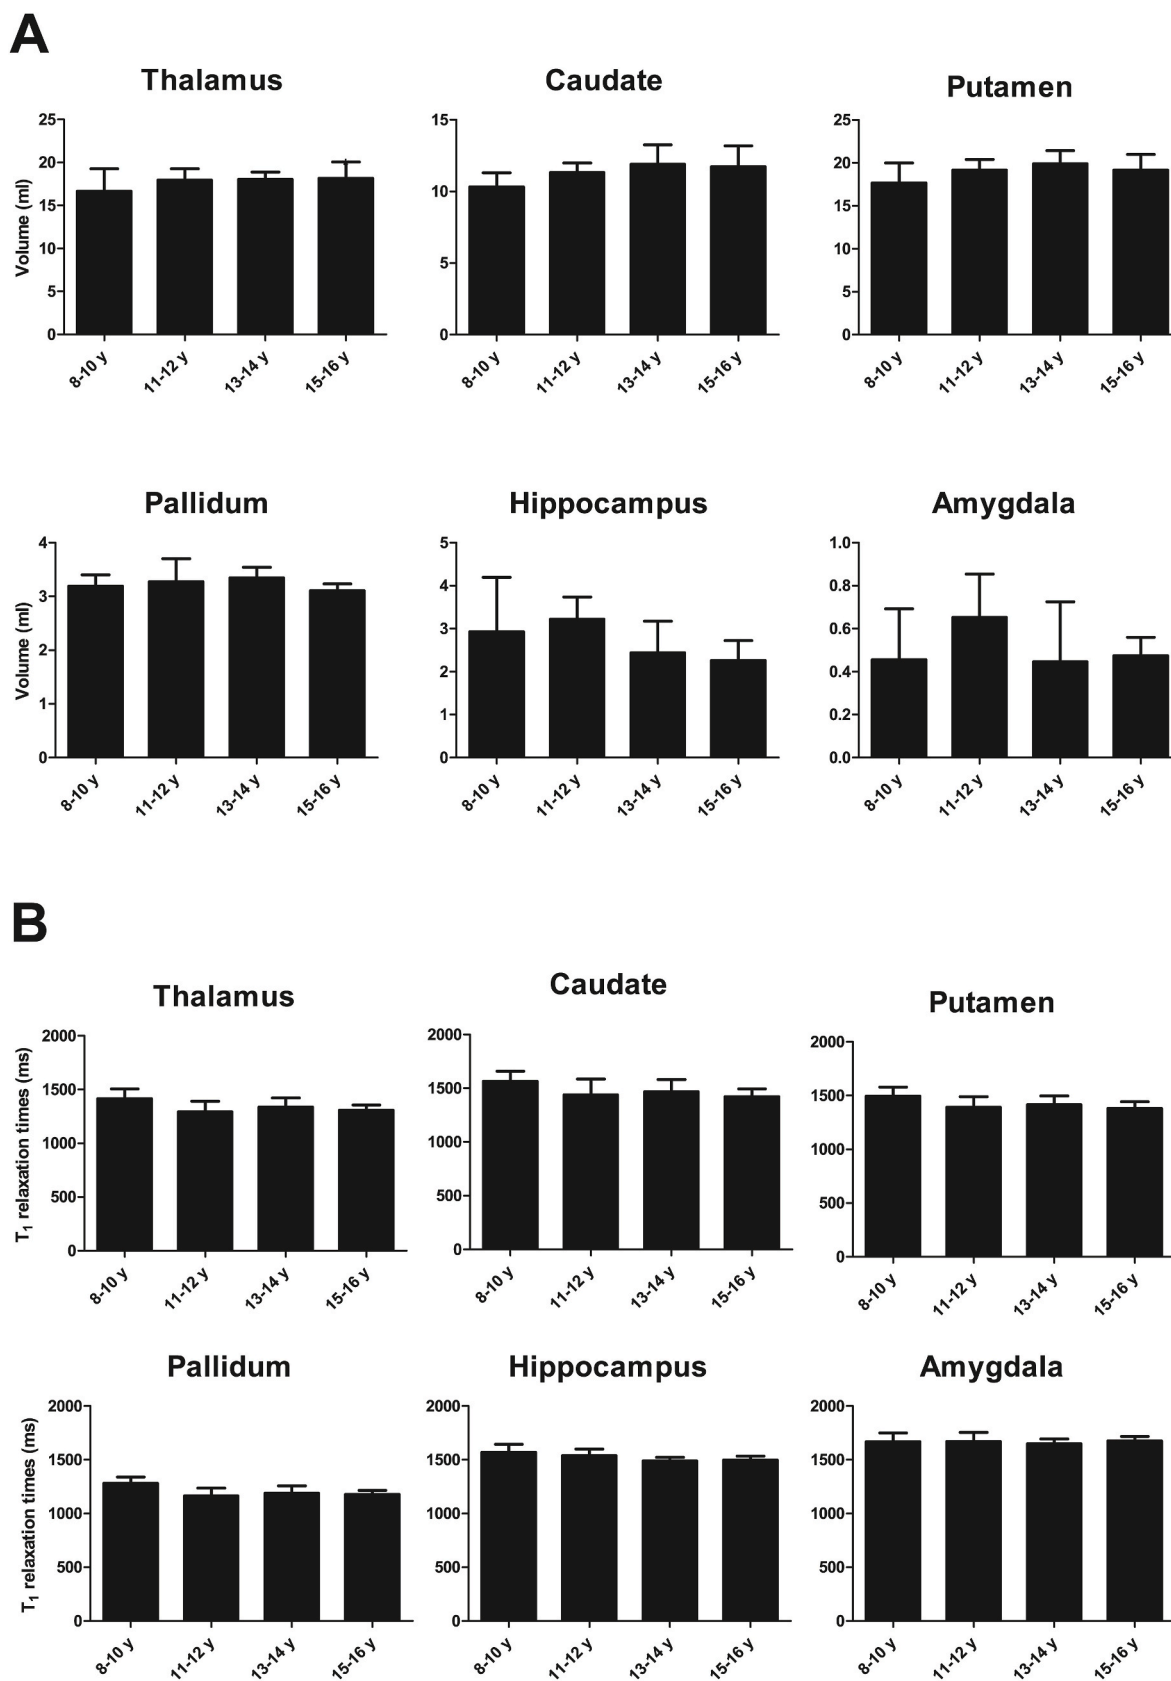 A
Thalamus
Volume (ml)
25
20
15
10
5
0
8-10 y
11-12 y
13-14 y
15-16 y
Caudate
15
10
5
0
8-10 y
11-12 y
13-14 y
15-16 y
Putamen
25
20
15
10
5
0
8-10 y
11-12 y
13-14 y
15-16 y
Pallidum
Volume (ml)
4
3
2
1
0
8-10 y
11-12 y
13-14 y
15-16 y
Hippocampus
5
4
3
2
1
0
8-10 y
11-12 y
13-14 y
15-16 y
Amygdala
1.0
0.8
0.6
0.4
0.2
0.0
8-10 y
11-12 y
13-14 y
15-16 y
B
Thalamus
T₁ relaxation times (ms)
2000
1500
1000
500
0
8-10 y
11-12 y
13-14 y
15-16 y
Caudate
2000
1500
1000
500
0
8-10 y
11-12 y
13-14 y
15-16 y
Putamen
2000
1500
1000
500
0
8-10 y
11-12 y
13-14 y
15-16 y
Pallidum
T₁ relaxation times (ms)
2000
1500
1000
500
0
8-10 y
11-12 y
13-14 y
15-16 y
Hippocampus
2000
1500
1000
500
0
8-10 y
11-12 y
13-14 y
15-16 y
Amygdala
2000
1500
1000
500
0
8-10 y
11-12 y
13-14 y
15-16 y